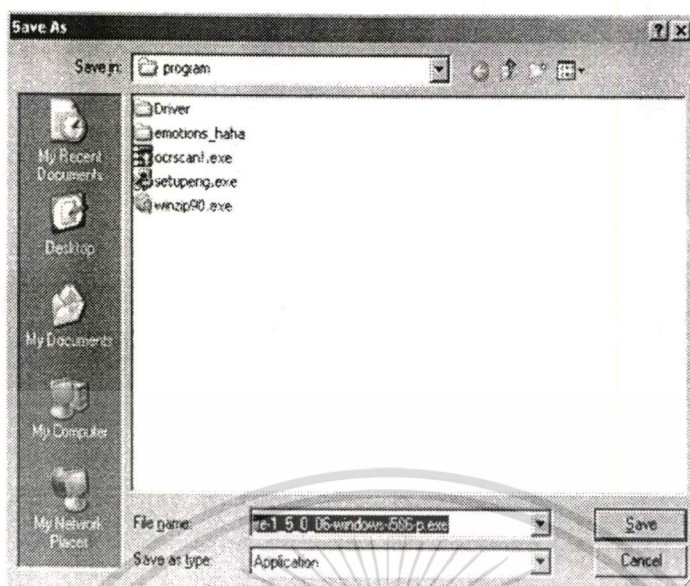 Save As
Save in: program
Driver
emotions_haha
ocrscan!.exe
setupeng.exe
winzip90.exe
My Recent
Documents
Desktop
My Documents
My Computer
My Network
Places
File name: re-1_5_0_06-windows-i586-p.exe
Save
Save as type: Application
Cancel